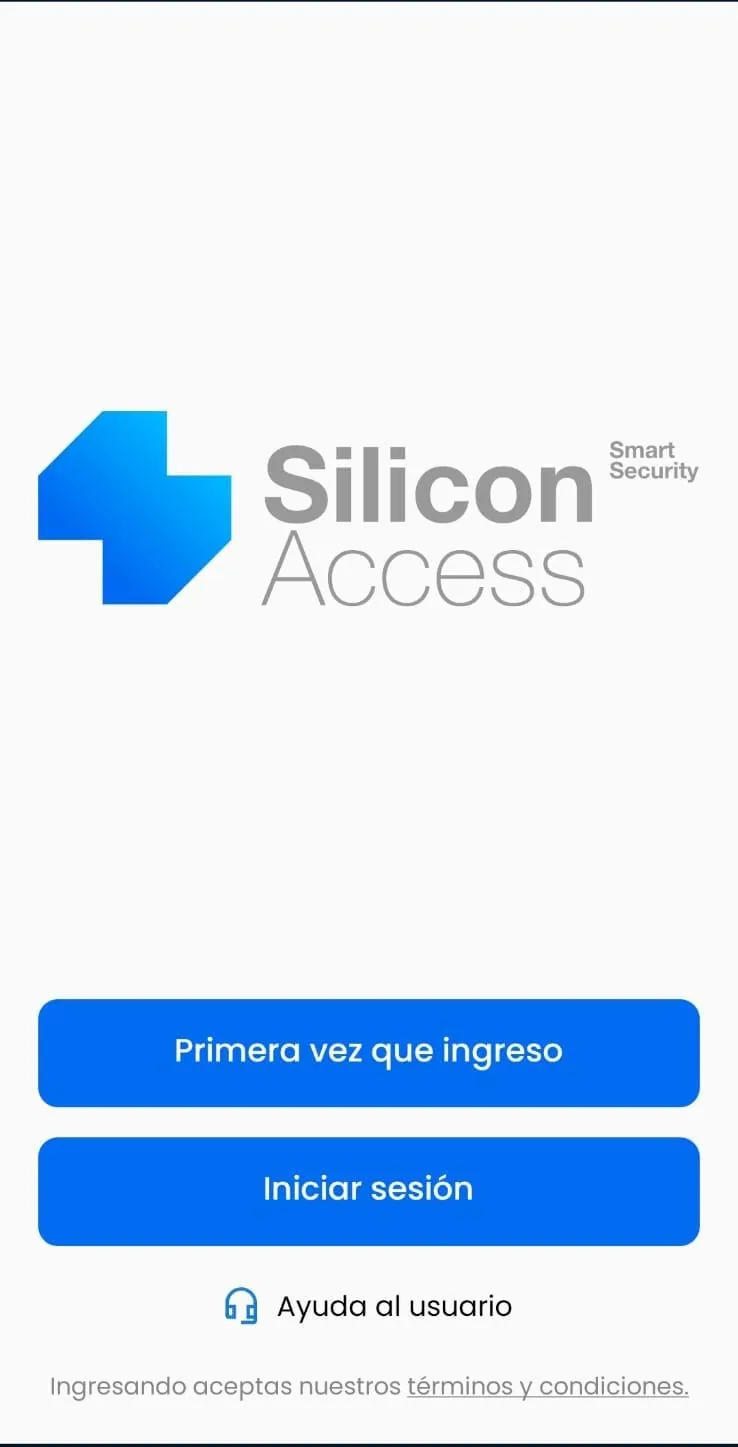 Silicon
Smart
Security
Access
Primera vez que ingreso
Iniciar sesión
Ayuda al usuario
Ingresando aceptas nuestros términos y condiciones.